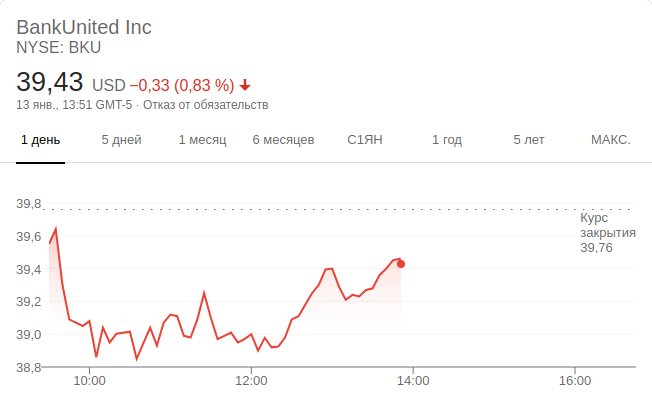 BankUnited Inc
NYSE: BKU
39,43 USD −0,33 (0,83 %)
13 янв., 13:51 GMT-5 · Отказ от обязательств
1 день 5 дней 1 месяц 6 месяцев С1ЯН 1 год 5 лет МАКС.
39,8
Курс
закрытия
39,76
39,6
39,4
39,2
39,0
38,8
10:00 12:00 14:00 16:00